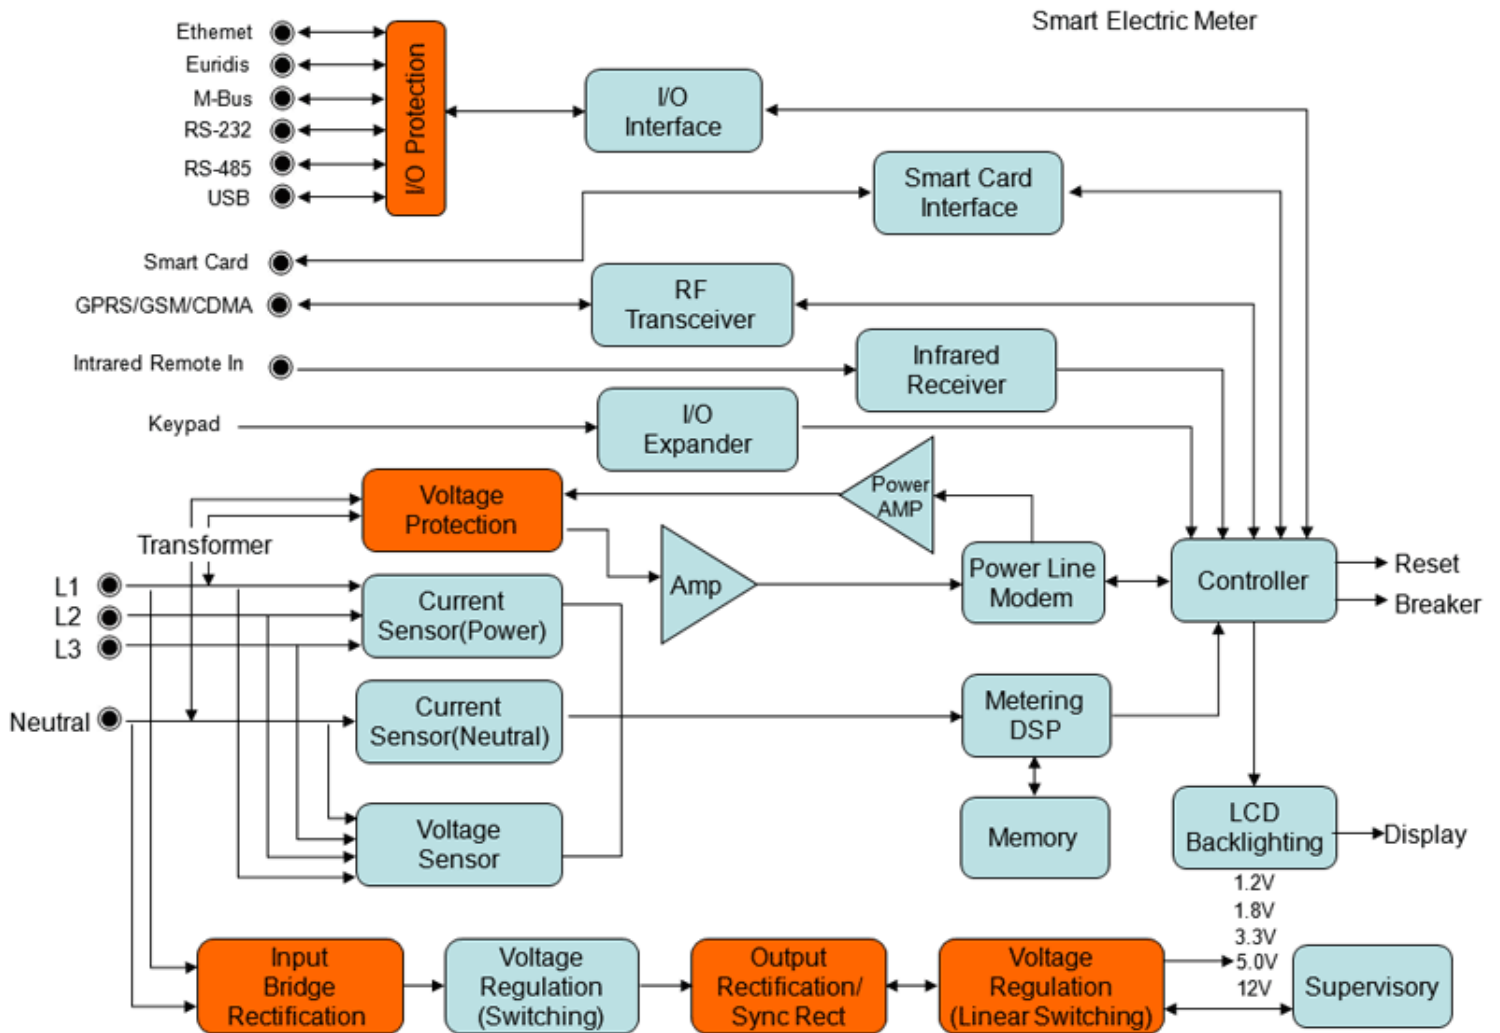 Smart Electric Meter
Ethemet
Euridis
M-Bus
RS-232
RS-485
USB
I/O Protection
I/O
Interface
Smart Card
Interface
Smart Card
RF
Transceiver
GPRS/GSM/CDMA
Intrared Remote In
Infrared
Receiver
Keypad
I/O
Expander
Voltage
Protection
Power
AMP
Transformer
L1
L2
L3
Current
Sensor(Power)
Amp
Power Line
Modem
Controller
Reset
Breaker
Neutral
Current
Sensor(Neutral)
Metering
DSP
Voltage
Sensor
Memory
LCD
Backlighting
Display
1.2V
1.8V
3.3V
5.0V
12V
Input
Bridge
Rectification
Voltage
Regulation
(Switching)
Output
Rectification/
Sync Rect
Voltage
Regulation
(Linear Switching)
Supervisory